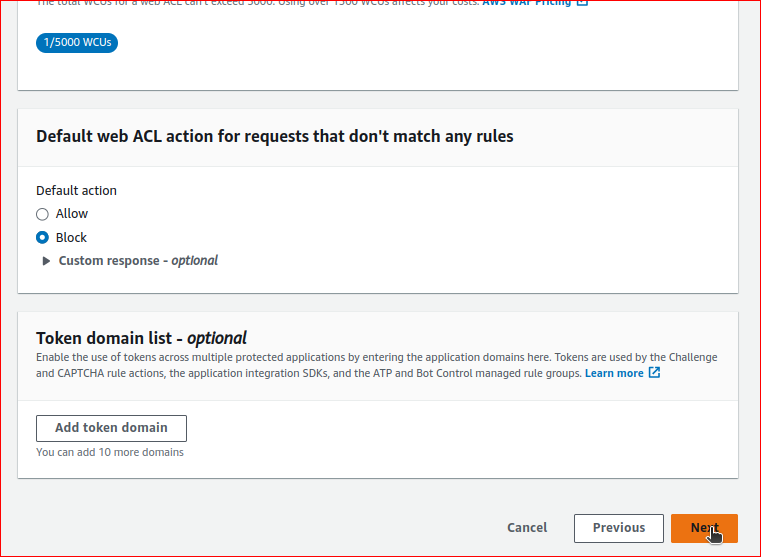 The total WCUs for a web ACL can't exceed 5000. Using over 1500 WCUs affects your costs. AWS WAF Pricing
1/5000 WCUs
Default web ACL action for requests that don't match any rules
Default action
Allow
Block
Custom response - optional
Token domain list - optional
Enable the use of tokens across multiple protected applications by entering the application domains here. Tokens are used by the Challenge
and CAPTCHA rule actions, the application integration SDKs, and the ATP and Bot Control managed rule groups. Learn more
Add token domain
You can add 10 more domains
Cancel
Previous
Next